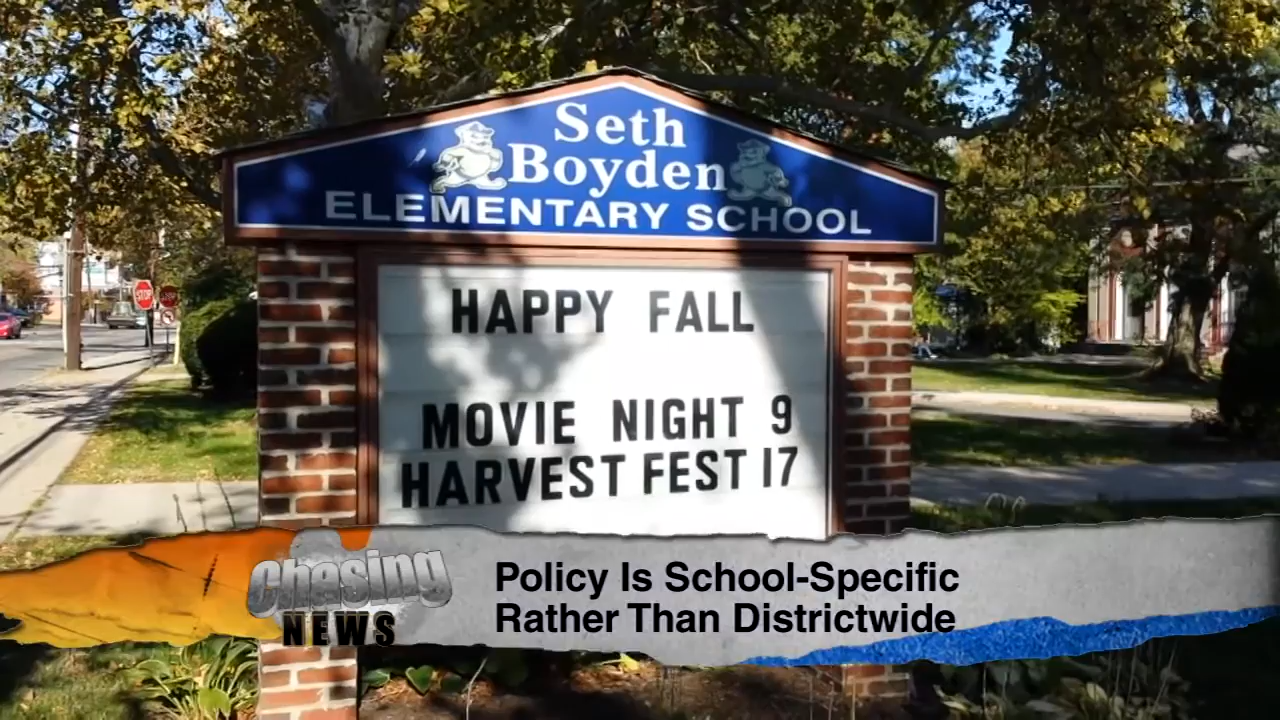 Seth
Boyden
ELEMENTARY SCHOOL
HAPPY FALL
MOVIE NIGHT 9
HARVEST FEST 17
STOP
Chasing
NEWS
Policy Is School-Specific
Rather Than Districtwide